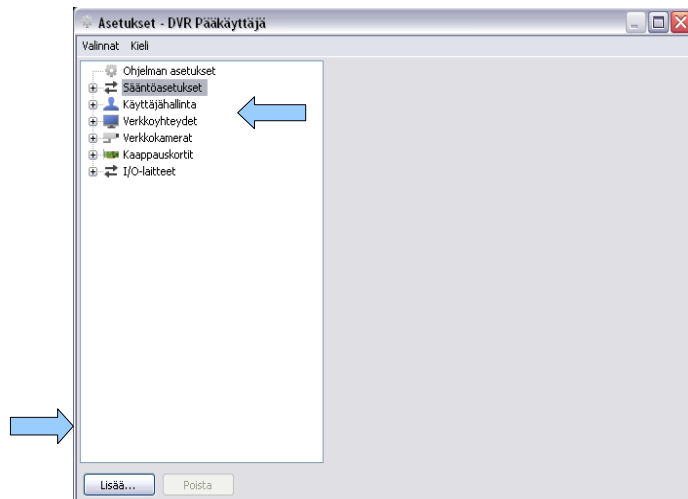 Asetukset - DVR Pääkäyttäjä
Valinnat Kieli
Ohjelman asetukset
Sääntöasetukset
Käyttäjähallinta
Verkkoyhteydet
Verkkokamerat
Kaappauskortit
I/O-laitteet
Lisää... Poista